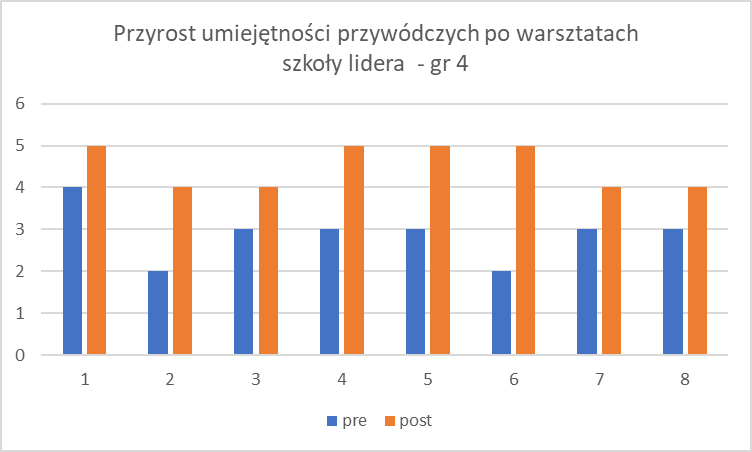 Przyrost umiejętności przywódczych po warsztatach
szkoły lidera - gr 4
6
5
4
3
2
1
0
1 2 3 4 5 6 7 8
pre post